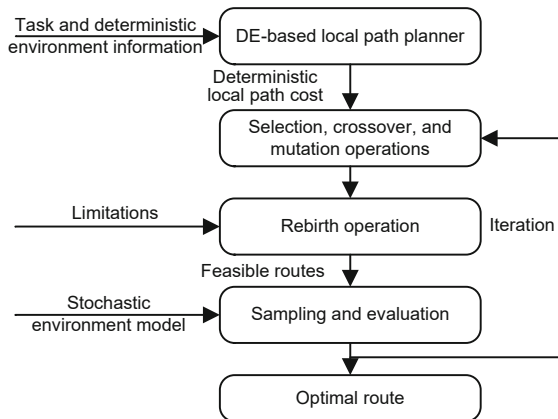 Task and deterministic
environment information
DE-based local path planner
Deterministic
local path cost
Selection, crossover, and
mutation operations
Limitations
Rebirth operation
Iteration
Feasible routes
Stochastic
environment model
Sampling and evaluation
Optimal route